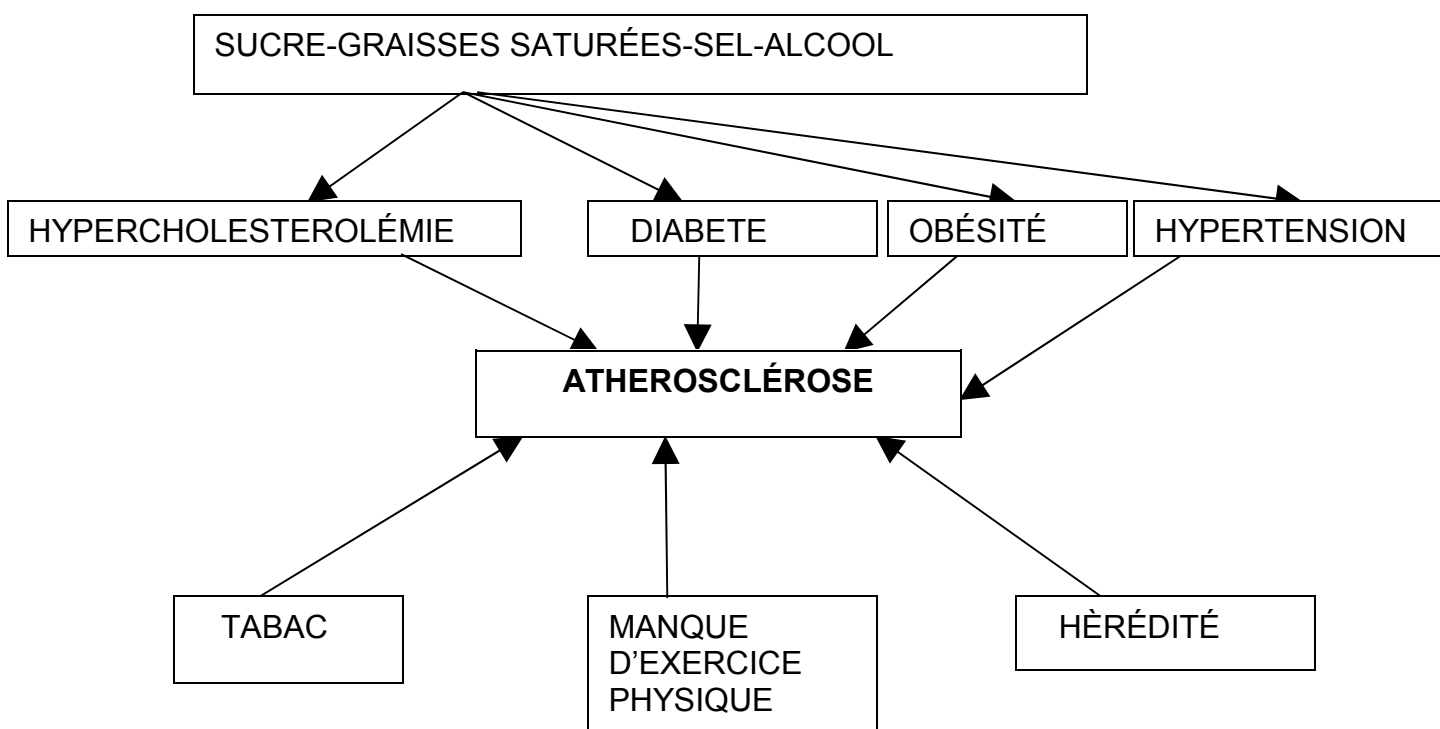 SUCRE-GRAISSES SATURÉES-SEL-ALCOOL
HYPERCHOLESTEROLÉMIE
DIABETE
OBÉSITÉ
HYPERTENSION
ATHEROSCLÉROSE
TABAC
MANQUE
D’EXERCICE
PHYSIQUE
HÈRÉDITÉ